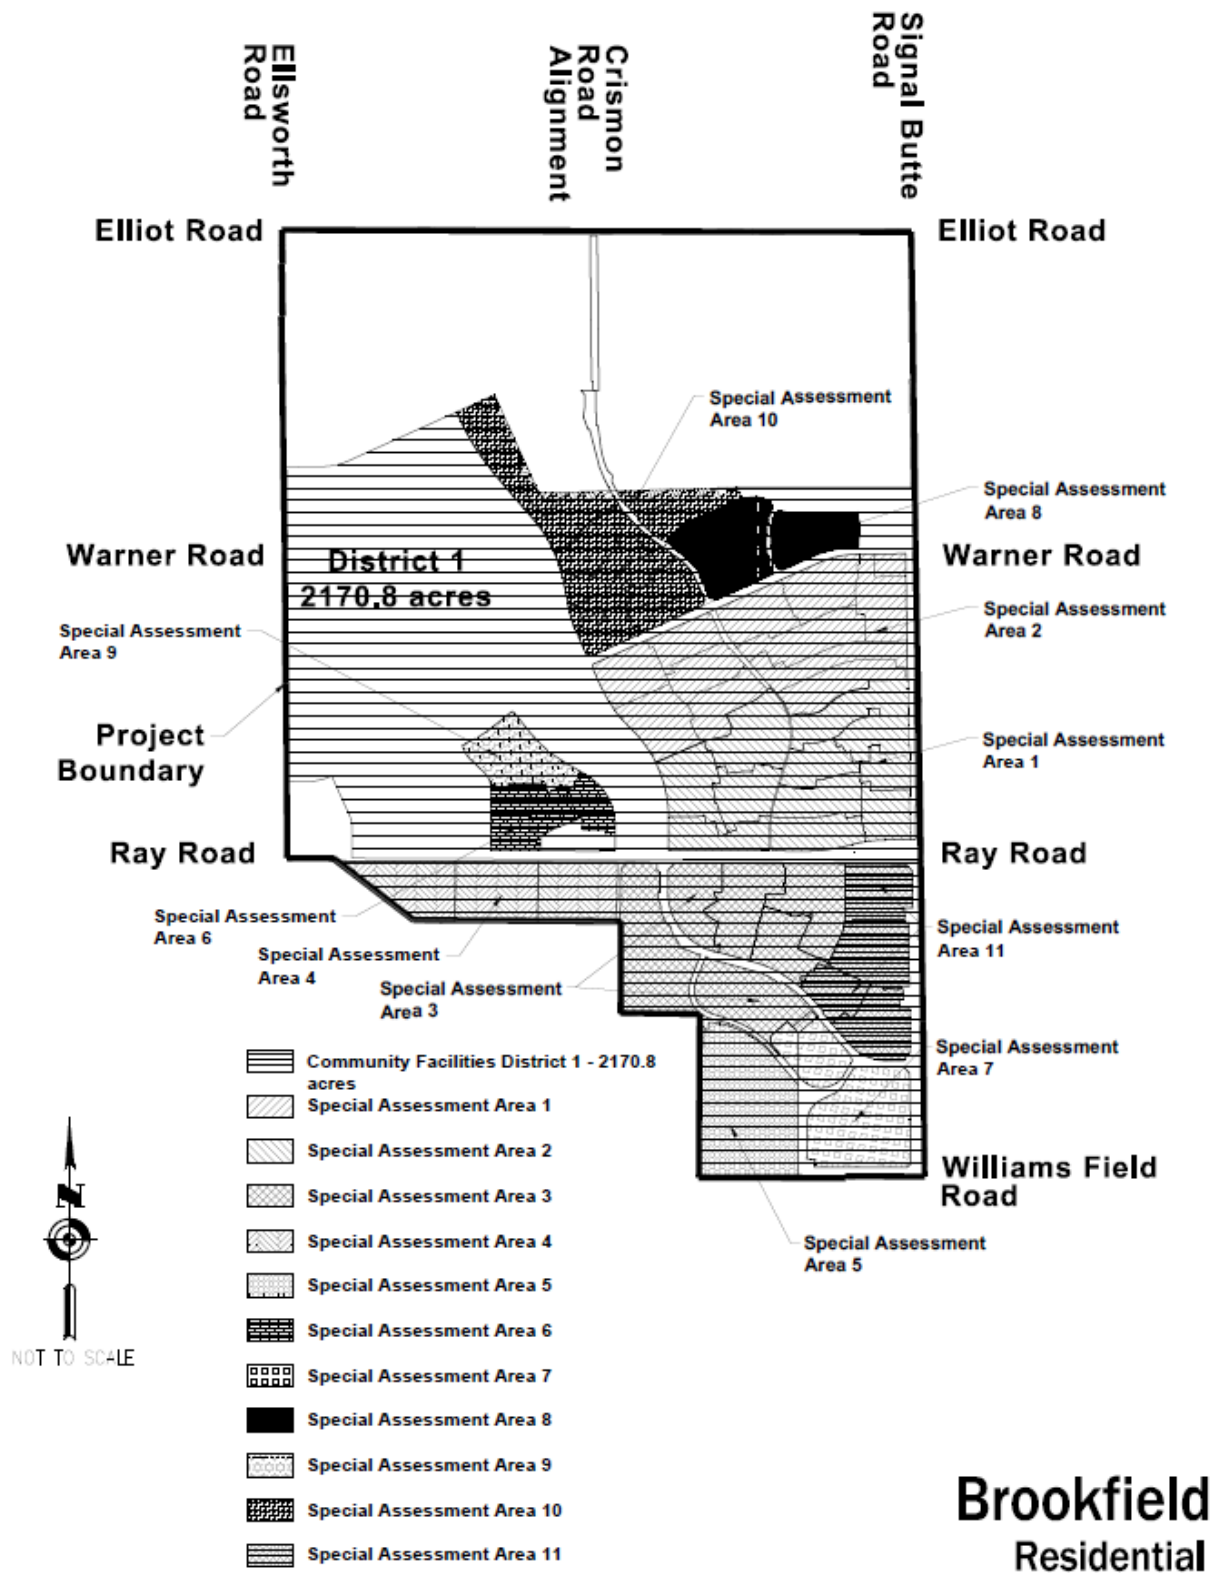 Ellsworth
Road
Crismon
Road
Alignment
Signal Butte
Road
Elliot Road
Elliot Road
Special Assessment
Area 10
Special Assessment
Area 8
Warner Road
Warner Road
District 1
2170.8 acres
Special Assessment
Area 2
Special Assessment
Area 9
Project
Boundary
Special Assessment
Area 1
Ray Road
Ray Road
Special Assessment
Area 6
Special Assessment
Area 4
Special Assessment
Area 3
Special Assessment
Area 11
Special Assessment
Area 7
Williams Field
Road
Special Assessment
Area 5
Community Facilities District 1 - 2170.8
acres
Special Assessment Area 1
Special Assessment Area 2
Special Assessment Area 3
Special Assessment Area 4
Special Assessment Area 5
Special Assessment Area 6
Special Assessment Area 7
Special Assessment Area 8
Special Assessment Area 9
Special Assessment Area 10
Special Assessment Area 11
N
NOT TO SCALE
Brookfield
Residential